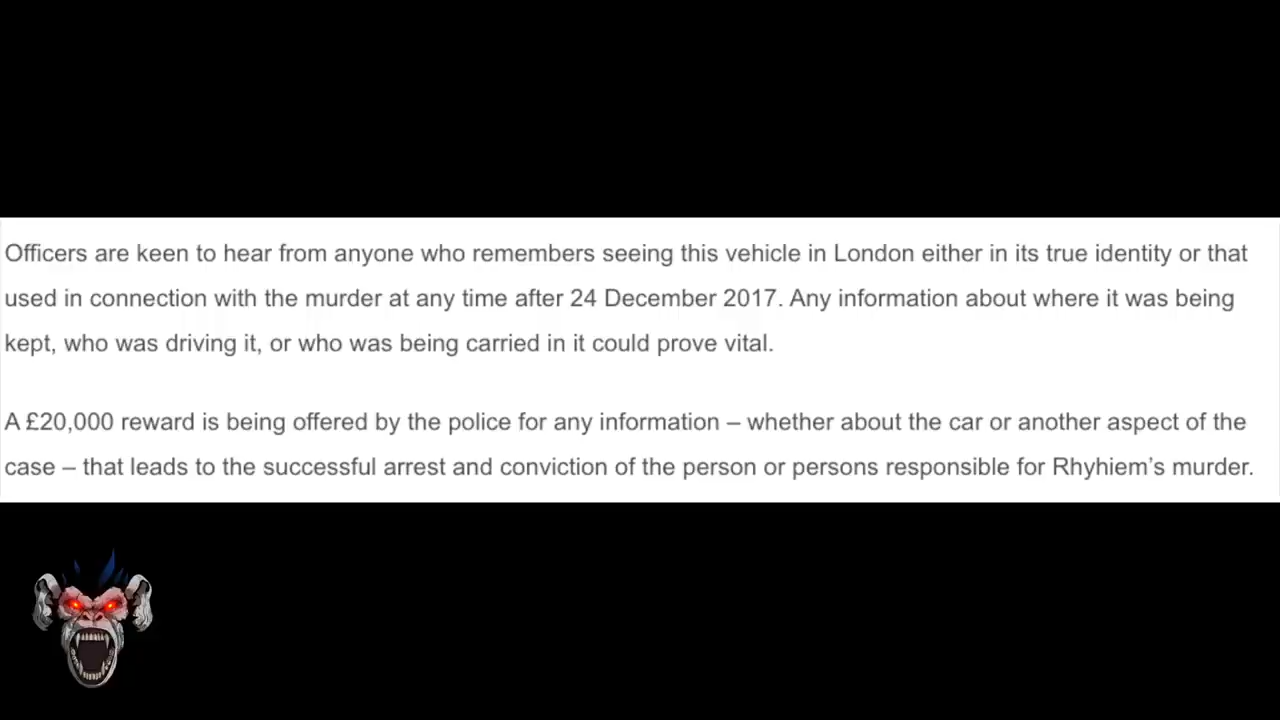 Officers are keen to hear from anyone who remembers seeing this vehicle in London either in its true identity or that
used in connection with the murder at any time after 24 December 2017. Any information about where it was being
kept, who was driving it, or who was being carried in it could prove vital.
A £20,000 reward is being offered by the police for any information – whether about the car or another aspect of the
case – that leads to the successful arrest and conviction of the person or persons responsible for Rhyhiem’s murder.